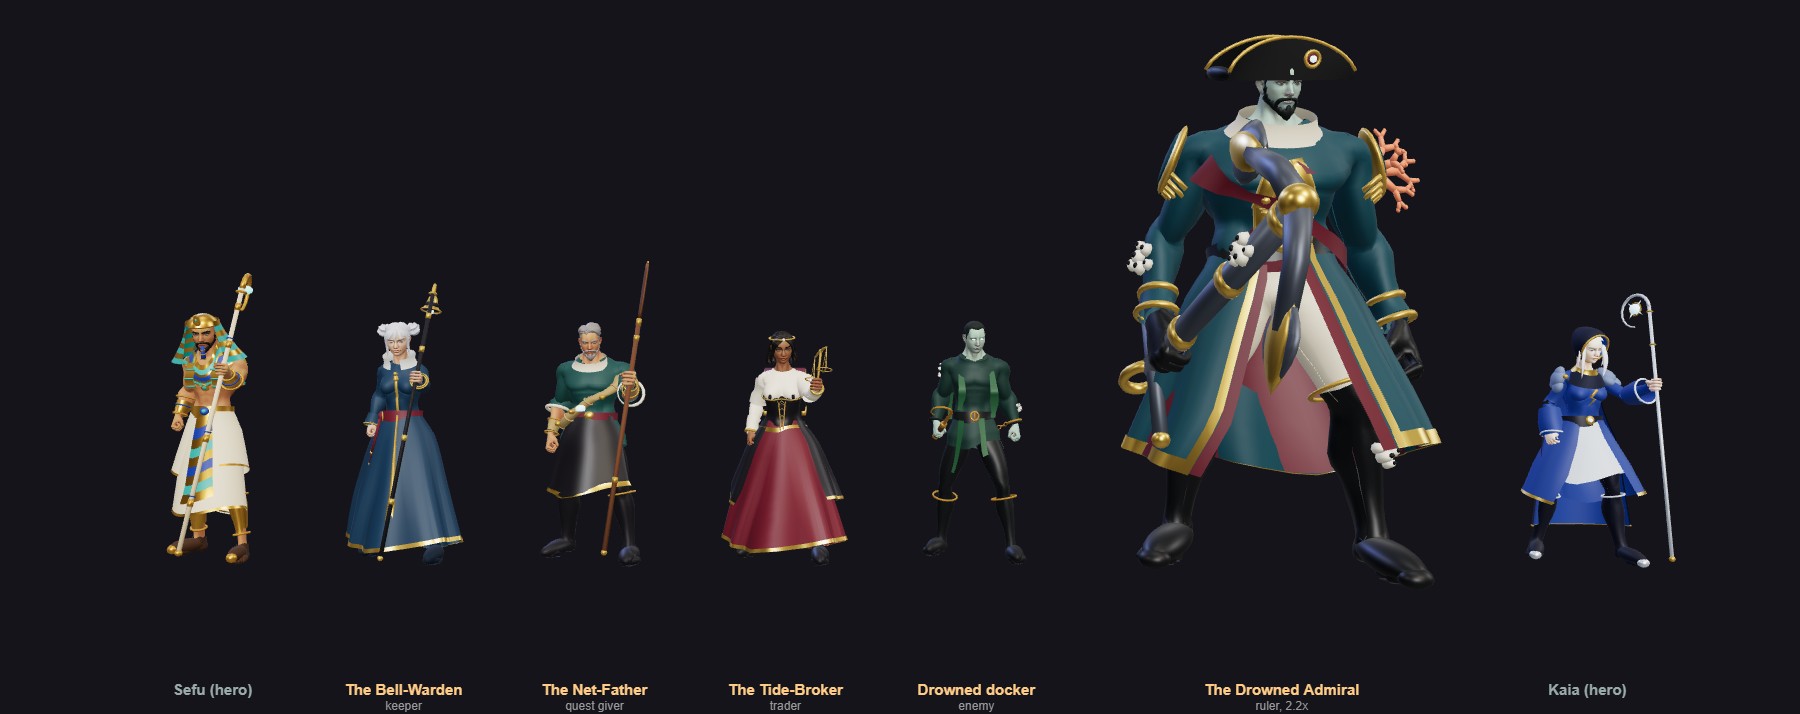 Sefu (hero)
The Bell-Warden
keeper
The Net-Father
quest giver
The Tide-Broker
trader
Drowned docker
enemy
The Drowned Admiral
ruler, 2.2x
Kaia (hero)